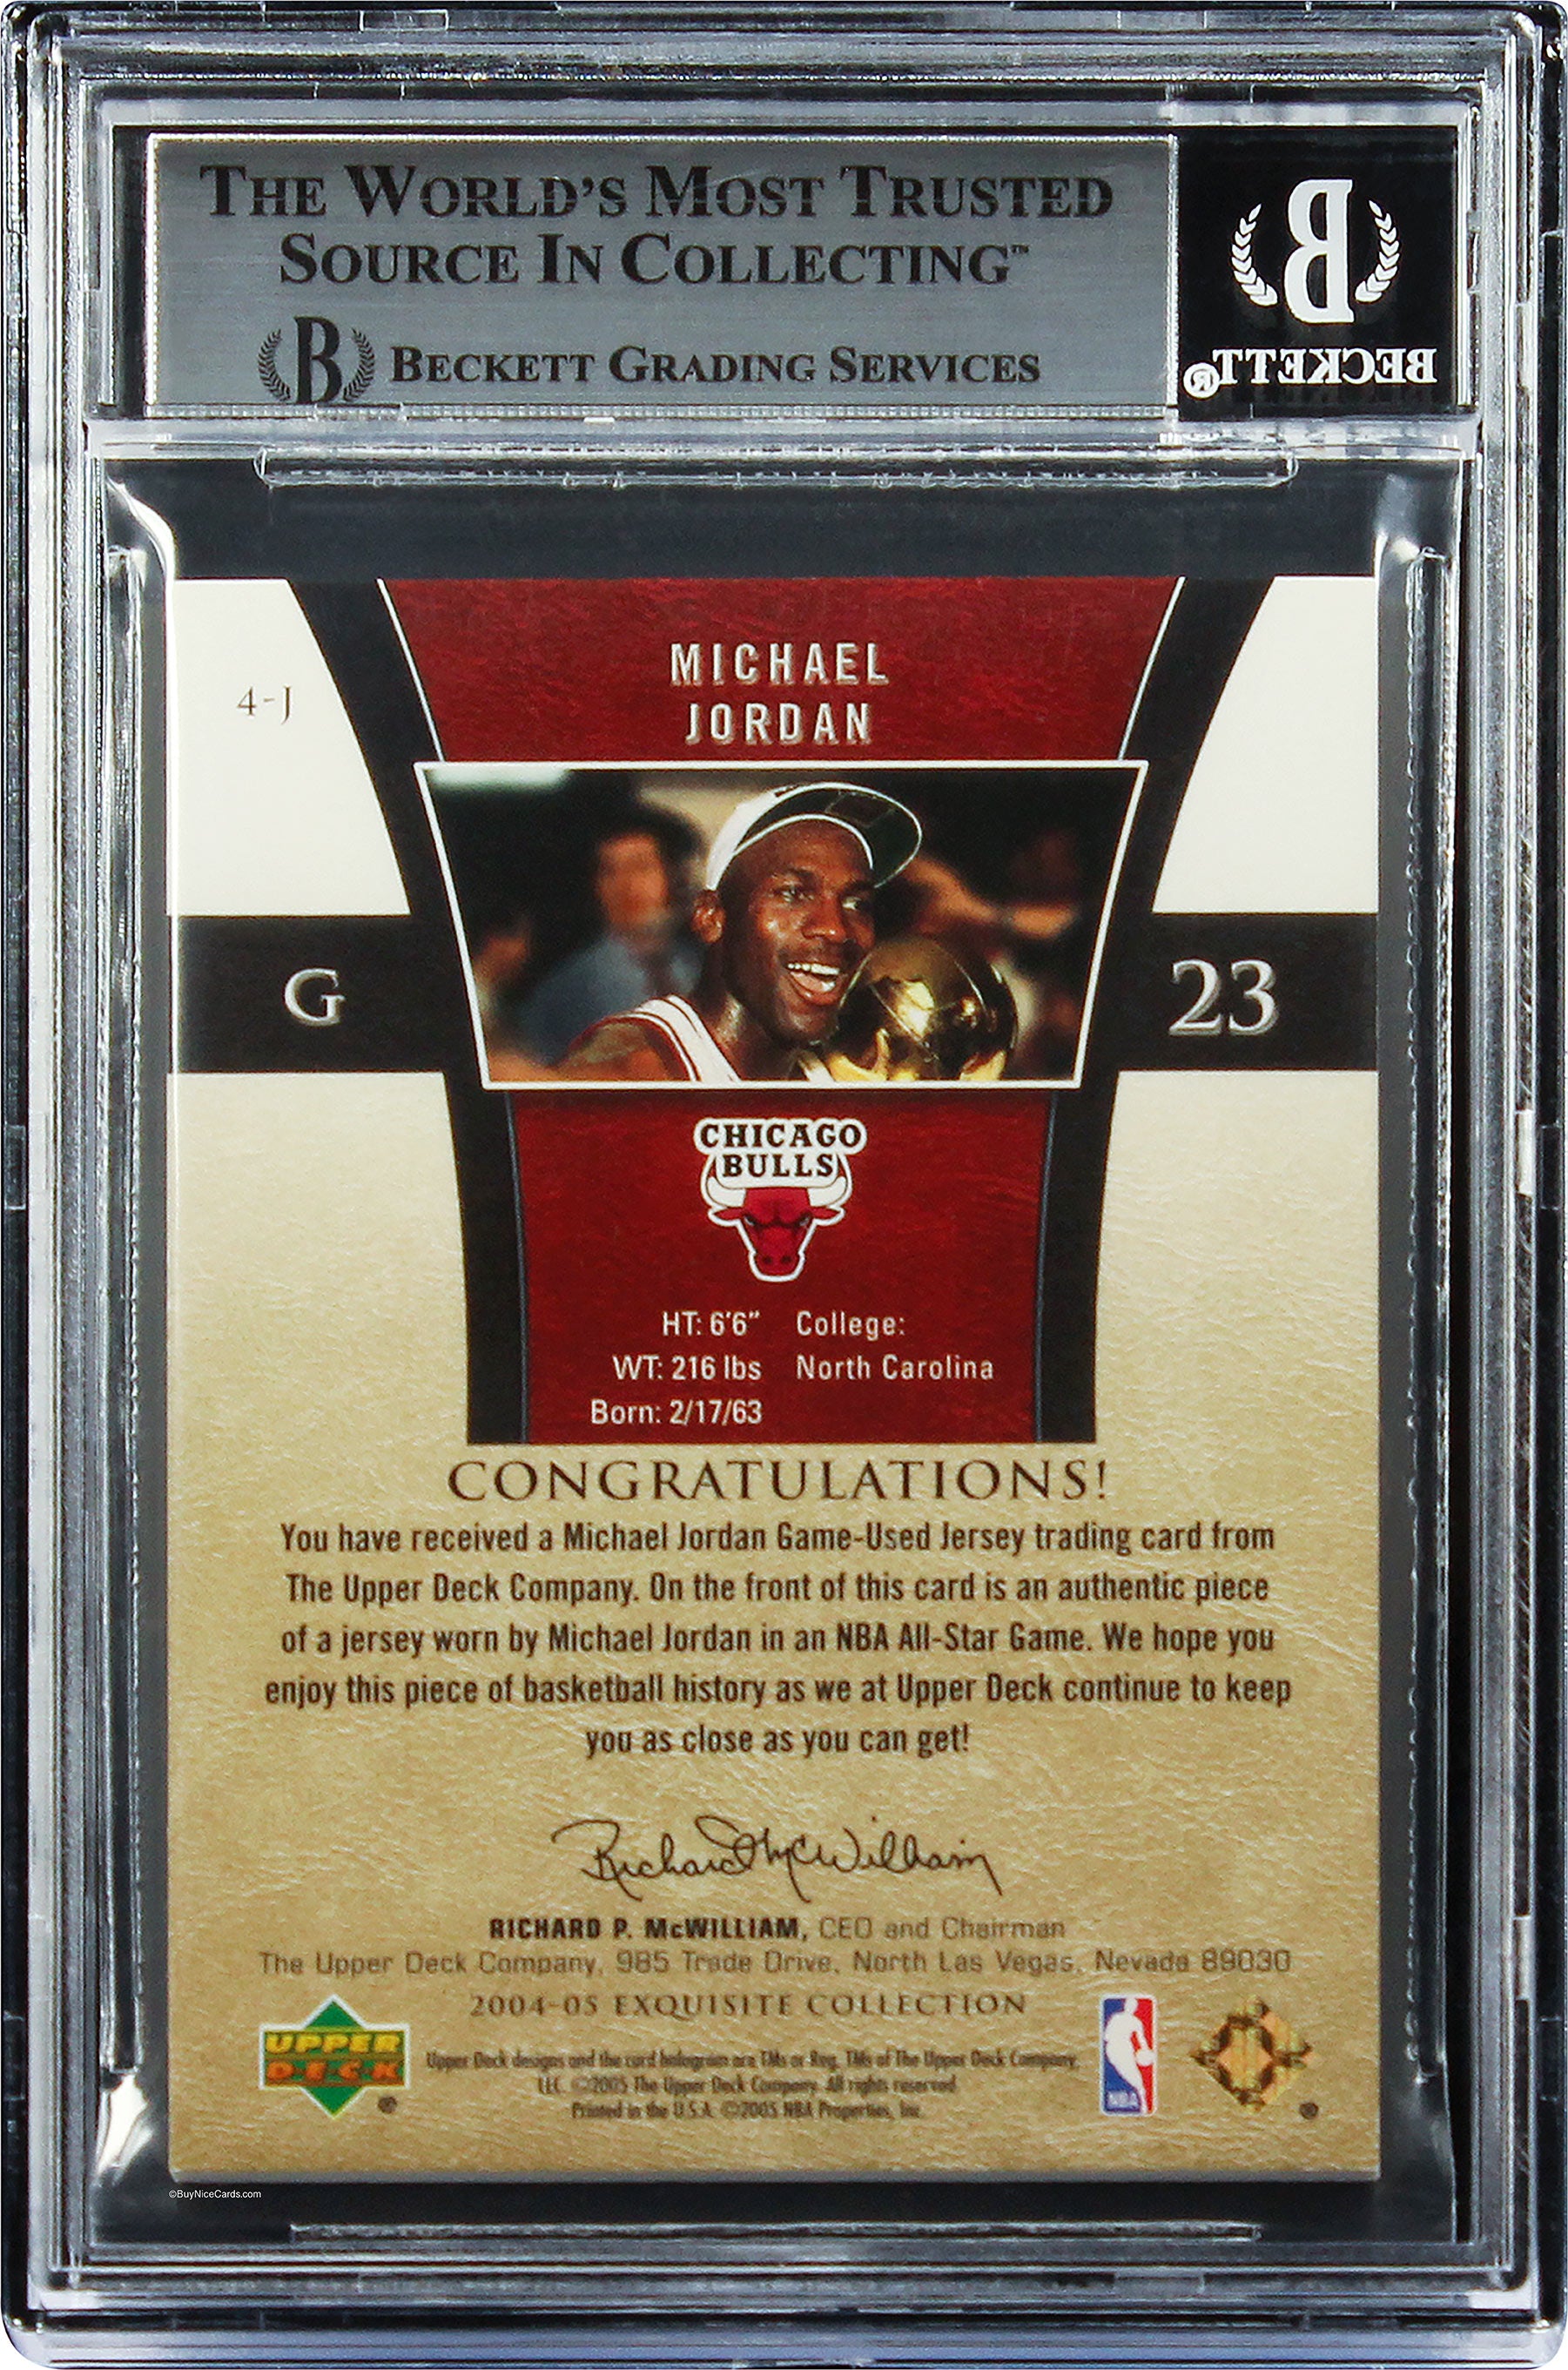 THE WORLD'S MOST TRUSTED
SOURCE IN COLLECTING™
B BECKETT GRADING SERVICES
B
BECKETT®
4-J
MICHAEL
JORDAN
G
23
CHICAGO
BULLS
HT: 6'6" College:
WT: 216 lbs North Carolina
Born: 2/17/63
CONGRATULATIONS!
You have received a Michael Jordan Game-Used Jersey trading card from
The Upper Deck Company. On the front of this card is an authentic piece
of a jersey worn by Michael Jordan in an NBA All-Star Game. We hope you
enjoy this piece of basketball history as we at Upper Deck continue to keep
you as close as you can get!
Richard McWilliam
RICHARD P. McWILLIAM, CEO and Chairman
The Upper Deck Company, 985 Trade Drive, North Las Vegas, Nevada 89030
2004-05 EXQUISITE COLLECTION
UPPER
DECK
Upper Deck designs and the card hologram are TMs or Reg. TMs of The Upper Deck Company,
LLC. ©2005 The Upper Deck Company. All rights reserved.
Printed in the U.S.A. ©2005 NBA Properties, Inc.
NBA
©BuyNiceCards.com